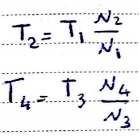 T₂ = T₁ N₂/N₁
T₄ = T₃ N₄/N₃